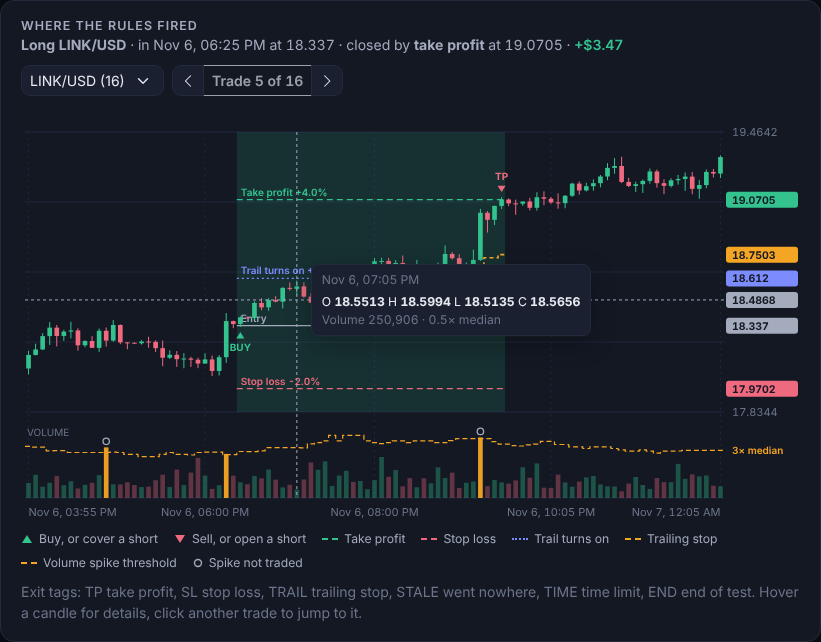 WHERE THE RULES FIRED
Long LINK/USD · in Nov 6, 06:25 PM at 18.337 · closed by take profit at 19.0705 · +$3.47
LINK/USD (16)
Trade 5 of 16
19.4642
TP
Take profit +4.0%
19.0705
18.7503
Trail turns on +
18.612
Nov 6, 07:05 PM
O 18.5513 H 18.5994 L 18.5135 C 18.5656
Volume 250,906 · 0.5× median
18.4868
Entry
18.337
BUY
Stop loss -2.0%
17.9702
17.8344
VOLUME
3× median
Nov 6, 03:55 PM
Nov 6, 06:00 PM
Nov 6, 08:00 PM
Nov 6, 10:05 PM
Nov 7, 12:05 AM
Buy, or cover a short
Sell, or open a short
Take profit
Stop loss
Trail turns on
Trailing stop
Volume spike threshold
Spike not traded
Exit tags: TP take profit, SL stop loss, TRAIL trailing stop, STALE went nowhere, TIME time limit, END end of test. Hover
a candle for details, click another trade to jump to it.